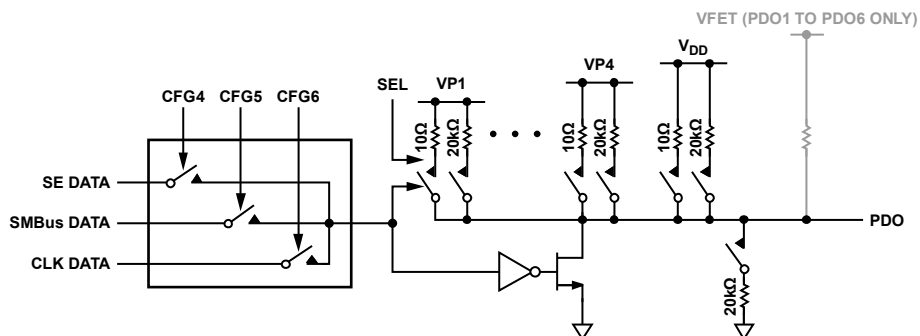 VFET (PDO1 TO PDO6 ONLY)
VDD
VP4
SEL
VP1
CFG4
CFG5
CFG6
10Ω
20kΩ
10Ω
20kΩ
10Ω
20kΩ
SE DATA
SMBus DATA
CLK DATA
PDO
20kΩ